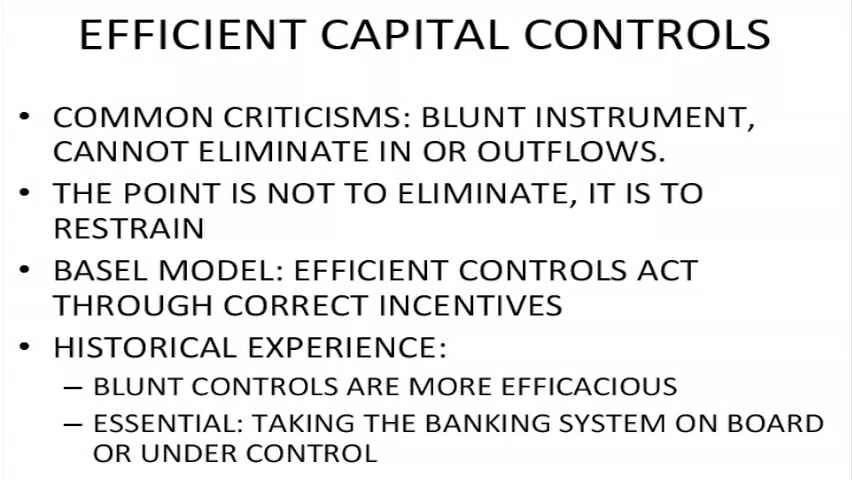 EFFICIENT CAPITAL CONTROLS
• COMMON CRITICISMS: BLUNT INSTRUMENT,
CANNOT ELIMINATE IN OR OUTFLOWS.
• THE POINT IS NOT TO ELIMINATE, IT IS TO
RESTRAIN
• BASEL MODEL: EFFICIENT CONTROLS ACT
THROUGH CORRECT INCENTIVES
• HISTORICAL EXPERIENCE:
– BLUNT CONTROLS ARE MORE EFFICACIOUS
– ESSENTIAL: TAKING THE BANKING SYSTEM ON BOARD
OR UNDER CONTROL